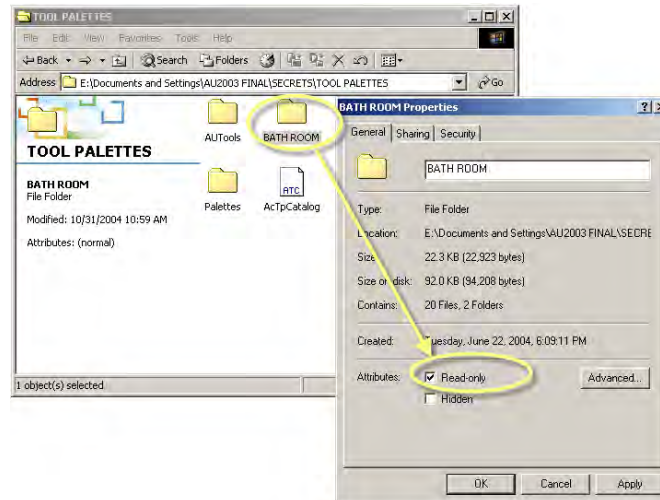 TOOL PALETTES
File Edit View Favorites Tools Help
Back Search Folders
Address E:\Documents and Settings\AU2003 FINAL\SECRETS\TOOL PALETTES Go
TOOL PALETTES
BATH ROOM
File Folder
Modified: 10/31/2004 10:59 AM
Attributes: (normal)
AUTools
BATH ROOM
Palettes
ATC
AcTpCatalog
1 object(s) selected
BATH ROOM Properties
General Sharing Security
BATH ROOM
Type: File Folder
Location: E:\Documents and Settings\AU2003 FINAL\SECRE
Size: 22.3 KB (22,923 bytes)
Size on disk: 92.0 KB (94,208 bytes)
Contains: 20 Files, 2 Folders
Created: Tuesday, June 22, 2004, 6:09:11 PM
Attributes: Read-only Advanced...
Hidden
OK Cancel Apply